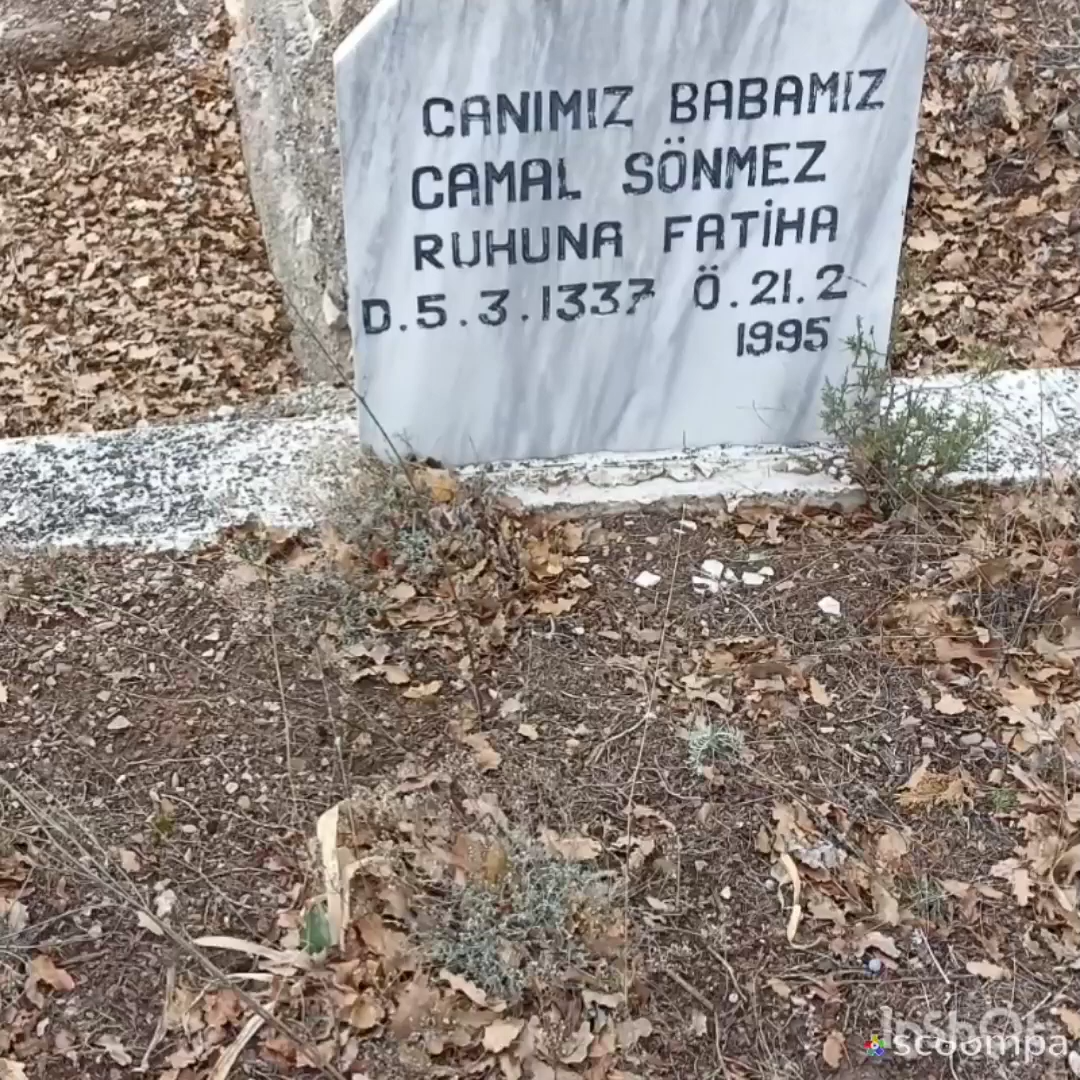 CANIMIZ BABAMIZ
CAMAL SÖNMEZ
RUHUNA FATİHA
D.5.3.1337 Ö.21.2
1995
scoompa